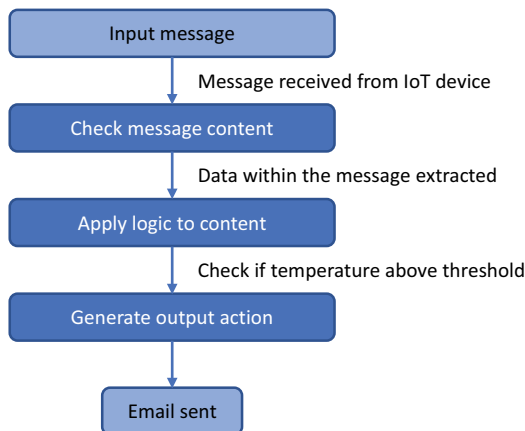 Input message
Message received from IoT device
Check message content
Data within the message extracted
Apply logic to content
Check if temperature above threshold
Generate output action
Email sent